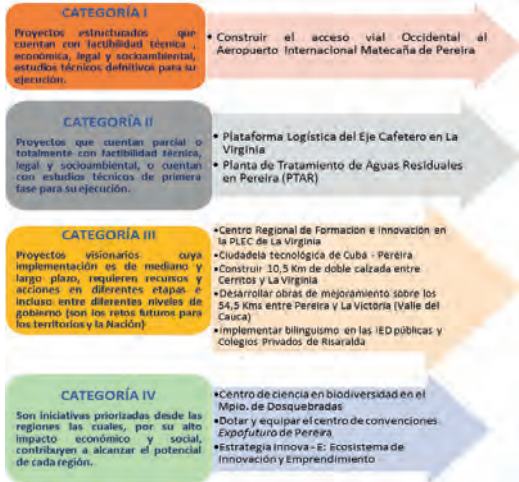 CATEGORÍA I
Proyectos estructurados que
cuentan con factibilidad técnica ,
económica, legal y socioambiental,
estudios técnicos definitivos para su
ejecución.
• Construir el acceso vial Occidental al
Aeropuerto Internacional Matecaña de Pereira
CATEGORÍA II
Proyectos que cuentan parcial o
totalmente con factibilidad técnica,
legal y socioambiental, o cuentan
con estudios técnicos de primera
fase para su ejecución.
• Plataforma Logística del Eje Cafetero en La
Virginia
• Planta de Tratamiento de Aguas Residuales
en Pereira (PTAR)
CATEGORÍA III
Proyectos visionarios cuya
implementación es de mediano y
largo plazo, requieren recursos y
acciones en diferentes etapas e
incluso entre diferentes niveles de
gobierno (son los retos futuros para
los territorios y la Nación)
•Centro Regional de Formación e Innovación en
la PLEC de La Virginia
•Ciudadela tecnológica de Cuba - Pereira
•Construir 10,5 Km de doble calzada entre
Cerritos y La Virginia
•Desarrollar obras de mejoramiento sobre los
54,5 Kms entre Pereira y La Victoria (Valle del
Cauca)
•Implementar bilinguismo en las IED públicas y
Colegios Privados de Risaralda
CATEGORÍA IV
Son iniciativas priorizadas desde las
regiones las cuales, por su alto
impacto económico y social,
contribuyen a alcanzar el potencial
de cada región.
•Centro de ciencia en biodiversidad en el
Mpio. de Dosquebradas
•Dotar y equipar el centro de convenciones
Expofuturo de Pereira
•Estrategia Innova - E: Ecosistema de
Innovación y Emprendimiento